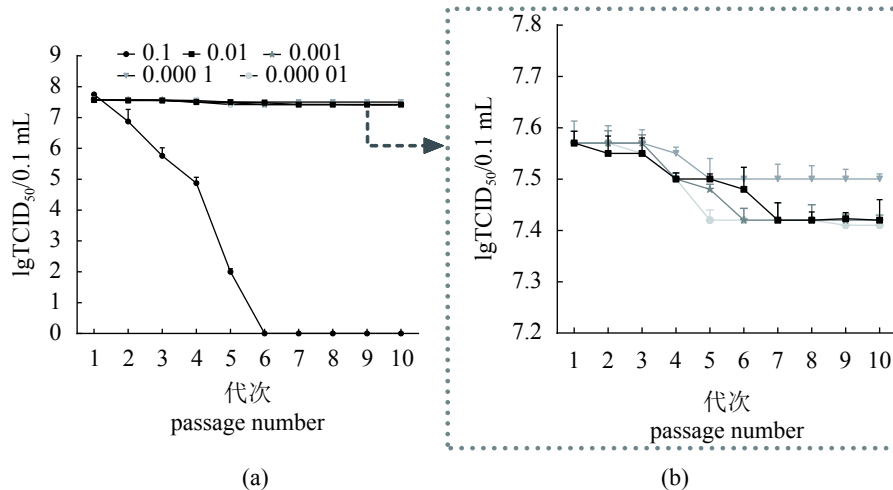 (a)
0.1 0.01 0.001
0.000 1 0.000 01
lgTCID50/0.1 mL
9
8
7
6
5
4
3
2
1
0
1 2 3 4 5 6 7 8 9 10
代次
passage number
(a)
(b)
7.8
7.7
7.6
7.5
7.4
7.3
7.2
lgTCID50/0.1 mL
1 2 3 4 5 6 7 8 9 10
代次
passage number
(b)